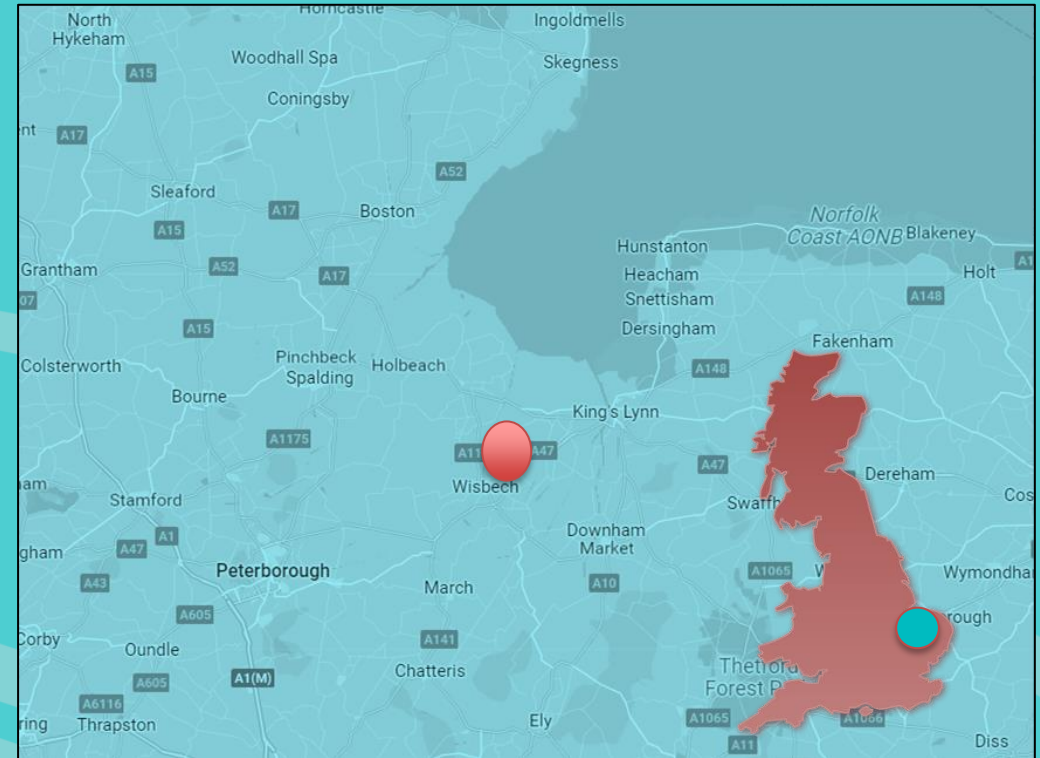 Horncastle
North
Hykeham
Ingoldmells
Woodhall Spa
Skegness
A15
Coningsby
A17
A52
Sleaford
A17
Boston
Norfolk
Coast AONB
Blakeney
A15
Hunstanton
Grantham
A52
A17
Heacham
Holt
Snettisham
A148
A15
Dersingham
Fakenham
Pinchbeck
Spalding
Colsterworth
Holbeach
A148
Bourne
King's Lynn
A1175
A47
A47
Dereham
Wisbech
Stamford
Swaffh
Cos
A1
Downham
Market
A47
Peterborough
A1065
Wymondha
A43
March
A10
A605
rough
Corby
A141
Oundle
Chatteris
Thetford
Forest P
A1(M)
A605
A6116
Thrapston
Ely
A1065
A1066
A11
Diss